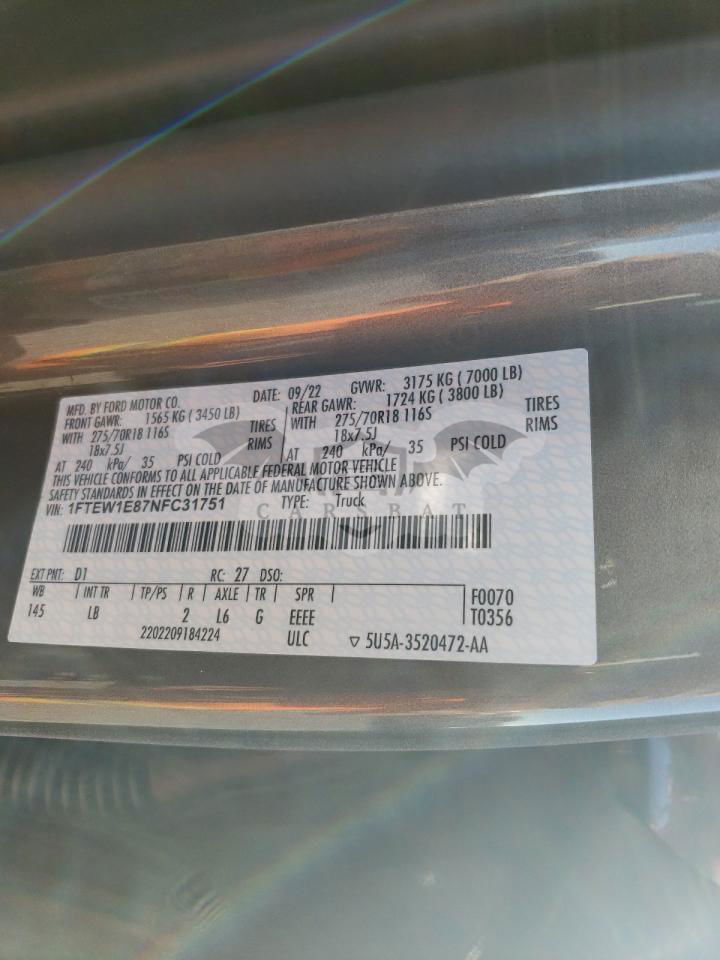 MFD. BY FORD MOTOR CO.
DATE: 09/22 GVWR: 3175 KG ( 7000 LB)
FRONT GAWR: 1565 KG ( 3450 LB)
REAR GAWR: 1724 KG ( 3800 LB)
WITH 275/70R18 116S TIRES
WITH 275/70R18 116S TIRES
18x7.5J RIMS
18x7.5J RIMS
AT 240 kPa/ 35 PSI COLD
AT 240 kPa/ 35 PSI COLD
THIS VEHICLE CONFORMS TO ALL APPLICABLE FEDERAL MOTOR VEHICLE
SAFETY STANDARDS IN EFFECT ON THE DATE OF MANUFACTURE SHOWN ABOVE.
VIN: 1FTEW1E87NFC31751 TYPE: Truck
CARSBAT
EXT PNT: D1 RC: 27 DSO:
WB INT TR TP/PS R AXLE TR SPR F0070
145 LB 2 L6 G EEEE T0356
2202209184224 ULC ▽ 5U5A-3520472-AA